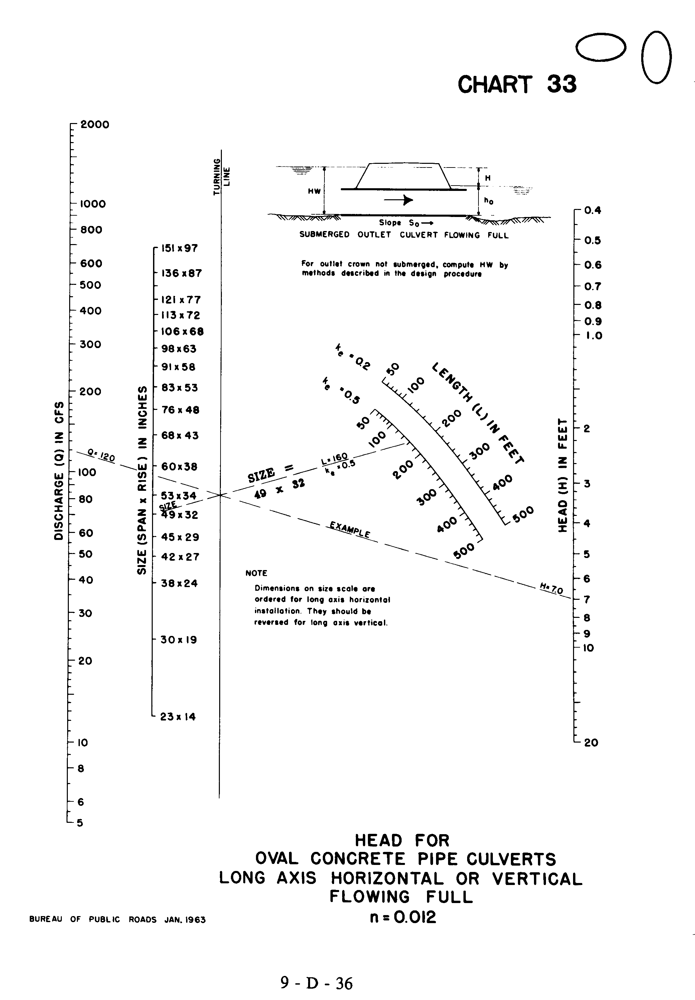 CHART 33
2000
1000
800
600
500
400
300
200
100
80
60
50
40
30
20
10
8
6
5
DISCHARGE (Q) IN CFS
Q= 120
151 x 97
136 x 87
121 x 77
113 x 72
106 x 68
98 x 63
91 x 58
83 x 53
76 x 48
68 x 43
60 x 38
53 x 34
49 x 32
45 x 29
42 x 27
38 x 24
30 x 19
23 x 14
SIZE (SPAN x RISE) IN INCHES
SIZE
TURNING
LINE
HW
H
ho
Slope So
SUBMERGED OUTLET CULVERT FLOWING FULL
For outlet crown not submerged, compute HW by
methods described in the design procedure
ke = 0.2
50
100
200
300
400
500
LENGTH (L) IN FEET
ke = 0.5
50
100
200
300
400
500
SIZE =
49 x 32
L= 160
ke = 0.5
EXAMPLE
H= 7.0
NOTE
Dimensions on size scale are
ordered for long axis horizontal
installation. They should be
reversed for long axis vertical.
0.4
0.5
0.6
0.7
0.8
0.9
1.0
2
3
4
5
6
7
8
9
10
20
HEAD (H) IN FEET
HEAD FOR
OVAL CONCRETE PIPE CULVERTS
LONG AXIS HORIZONTAL OR VERTICAL
FLOWING FULL
n = 0.012
BUREAU OF PUBLIC ROADS JAN. 1963
9 - D - 36